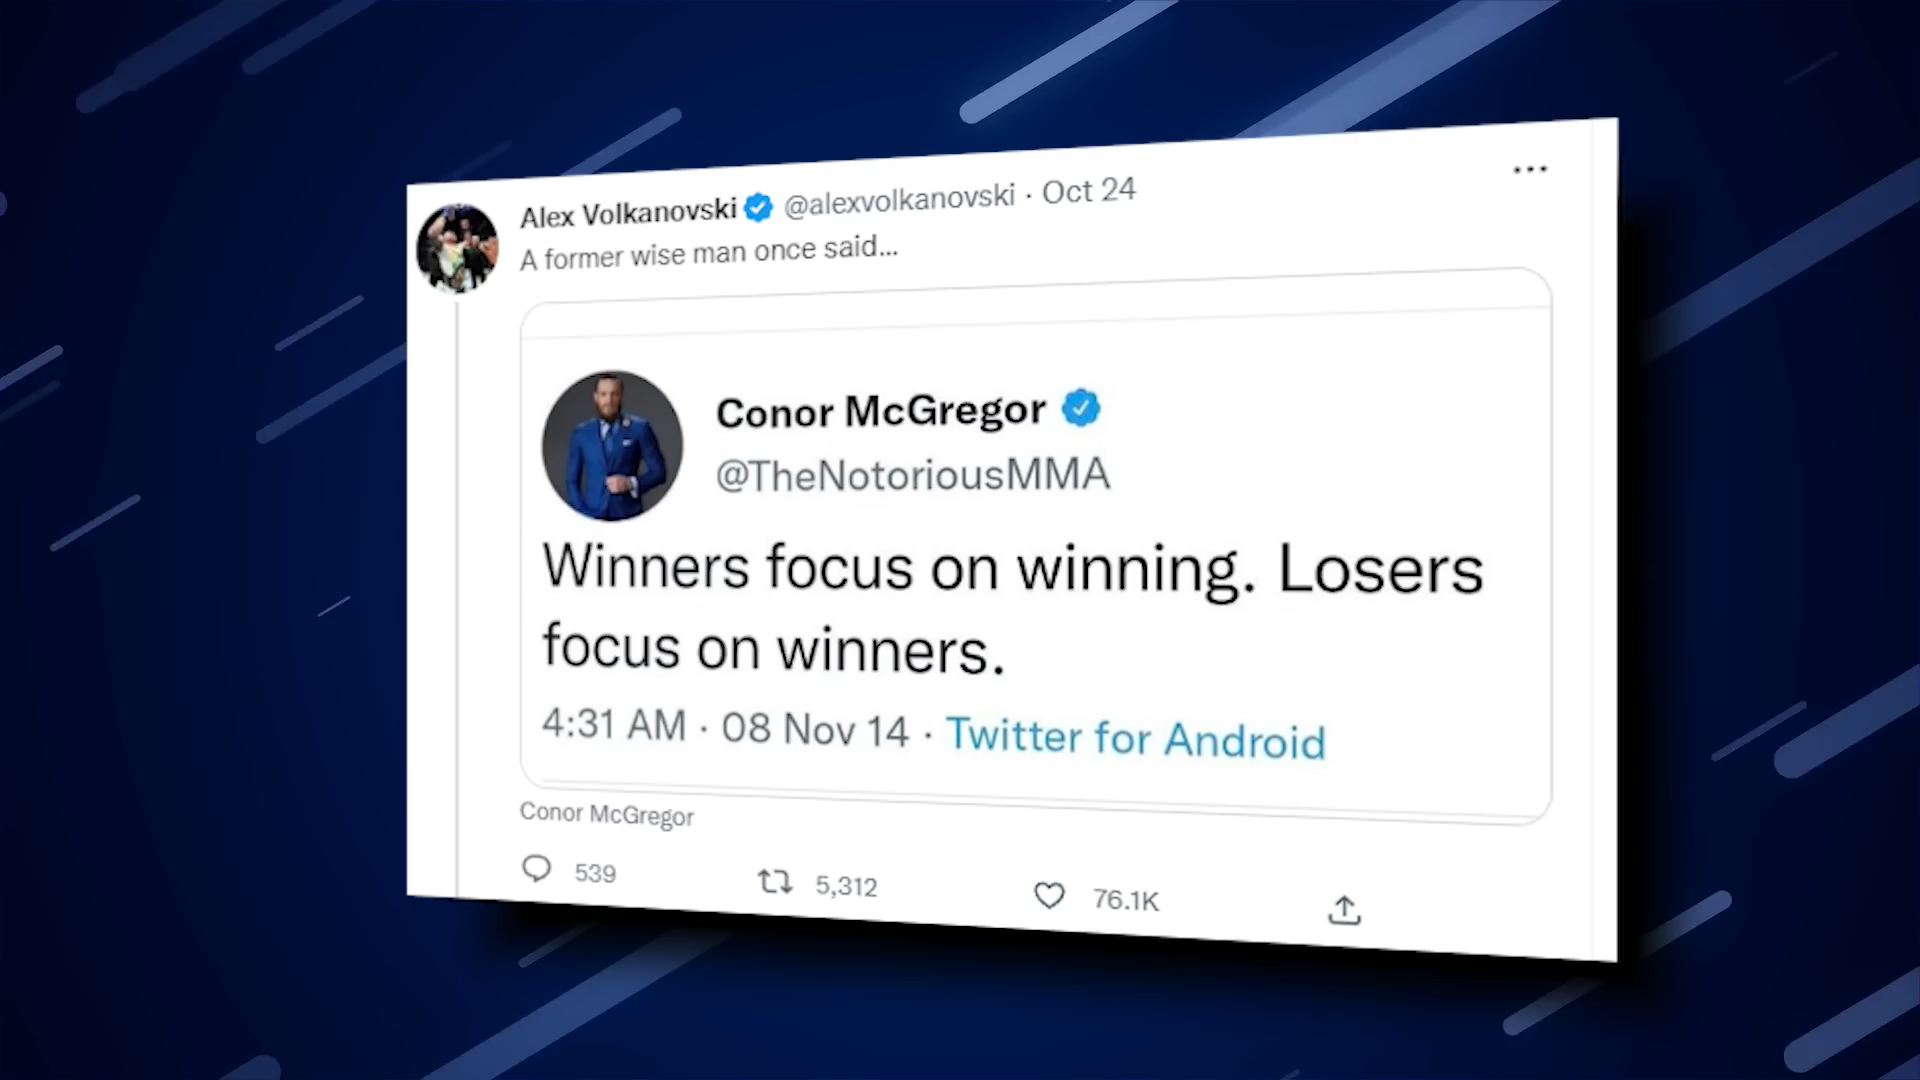 Alex Volkanovski @alexvolkanovski · Oct 24
A former wise man once said...
Conor McGregor
@TheNotoriousMMA
Winners focus on winning. Losers
focus on winners.
4:31 AM · 08 Nov 14 · Twitter for Android
Conor McGregor
539 5,312 76.1K